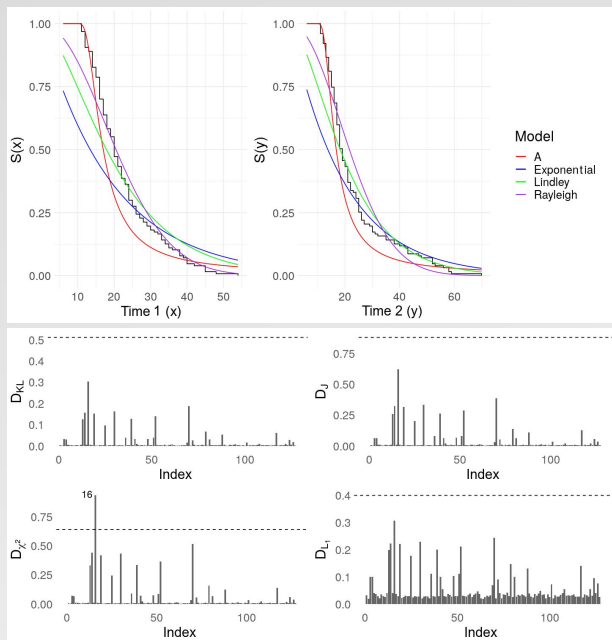 1.00
0.75
0.50
0.25
0.00
S(x)
10 20 30 40 50
Time 1 (x)
1.00
0.75
0.50
0.25
0.00
S(y)
20 40 60
Time 2 (y)
Model
A
Exponential
Lindley
Rayleigh
0.5
0.4
0.3
0.2
0.1
0.0
D_KL
0 50 100
Index
0.75
0.50
0.25
0.00
D_J
0 50 100
Index
16
0.75
0.50
0.25
0.00
D_χ²
0 50 100
Index
0.4
0.3
0.2
0.1
0.0
D_L₁
0 50 100
Index